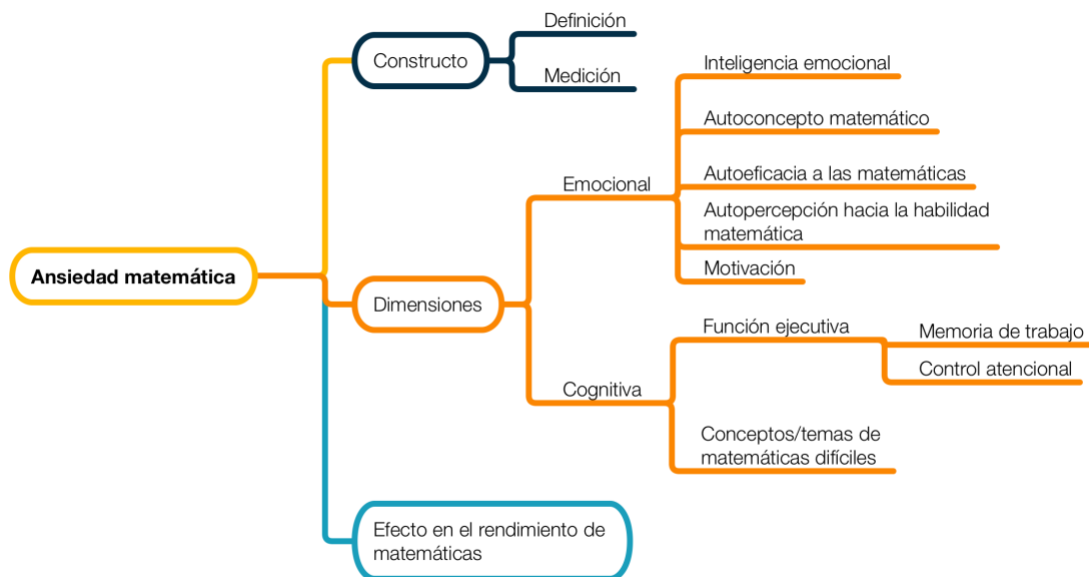 Ansiedad matemática
Constructo
Definición
Medición
Dimensiones
Emocional
Inteligencia emocional
Autoconcepto matemático
Autoeficacia a las matemáticas
Autopercepción hacia la habilidad
matemática
Motivación
Cognitiva
Función ejecutiva
Memoria de trabajo
Control atencional
Conceptos/temas de
matemáticas difíciles
Efecto en el rendimiento de
matemáticas